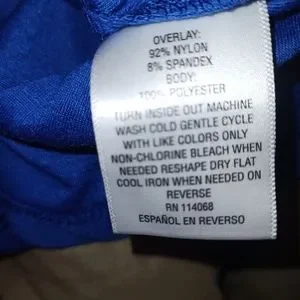 OVERLAY:
92% NYLON
8% SPANDEX
BODY:
100% POLYESTER
TURN INSIDE OUT MACHINE
WASH COLD GENTLE CYCLE
WITH LIKE COLORS ONLY
NON-CHLORINE BLEACH WHEN
NEEDED RESHAPE DRY FLAT
COOL IRON WHEN NEEDED ON
REVERSE
RN 114068
ESPAÑOL EN REVERSO